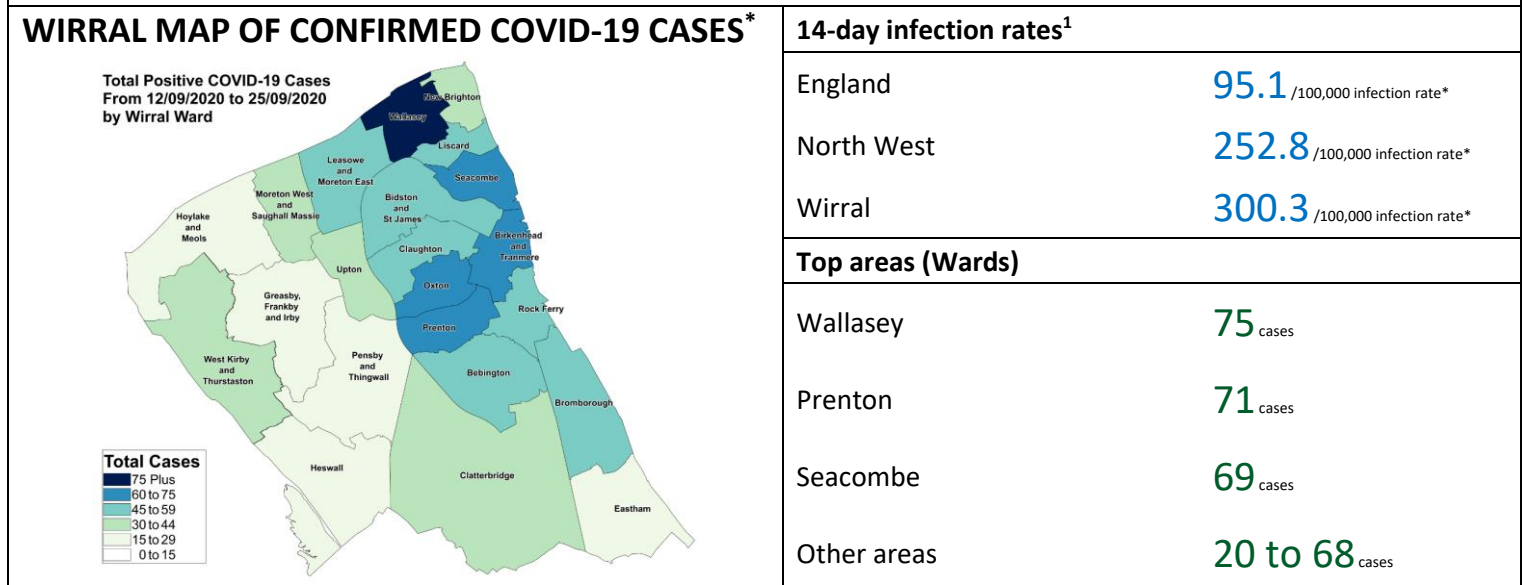 WIRRAL MAP OF CONFIRMED COVID-19 CASES*
Total Positive COVID-19 Cases
From 12/09/2020 to 25/09/2020
by Wirral Ward
New Brighton
Wallasey
Liscard
Leasowe
and
Moreton East
Seacombe
Moreton West
and
Saughall Massie
Bidston
and
St James
Hoylake
and
Meols
Birkenhead
and
Tranmere
Claughton
Upton
Oxton
Greasby,
Frankby
and Irby
Rock Ferry
Prenton
West Kirby
and
Thurstaston
Pensby
and
Thingwall
Bebington
Bromborough
Heswall
Clatterbridge
Eastham
Total Cases
75 Plus
60 to 75
45 to 59
30 to 44
15 to 29
0 to 15
14-day infection rates1
England 95.1 /100,000 infection rate*
North West 252.8 /100,000 infection rate*
Wirral 300.3 /100,000 infection rate*
Top areas (Wards)
Wallasey 75 cases
Prenton 71 cases
Seacombe 69 cases
Other areas 20 to 68 cases